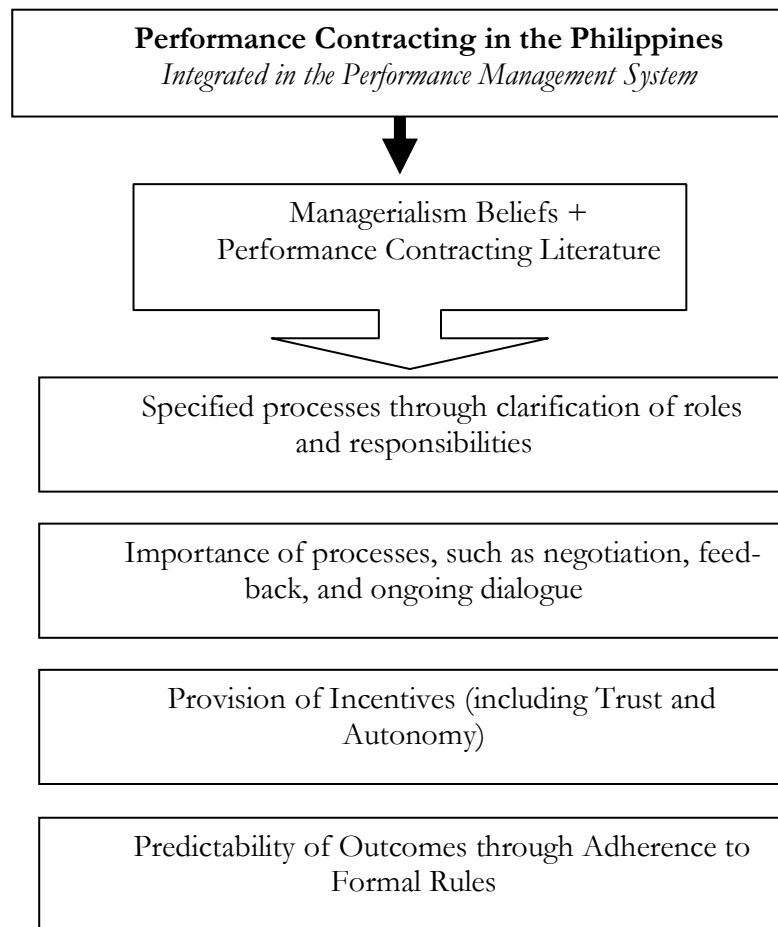 Performance Contracting in the Philippines
Integrated in the Performance Management System
Managerialism Beliefs +
Performance Contracting Literature
Specified processes through clarification of roles
and responsibilities
Importance of processes, such as negotiation, feed-
back, and ongoing dialogue
Provision of Incentives (including Trust and
Autonomy)
Predictability of Outcomes through Adherence to
Formal Rules